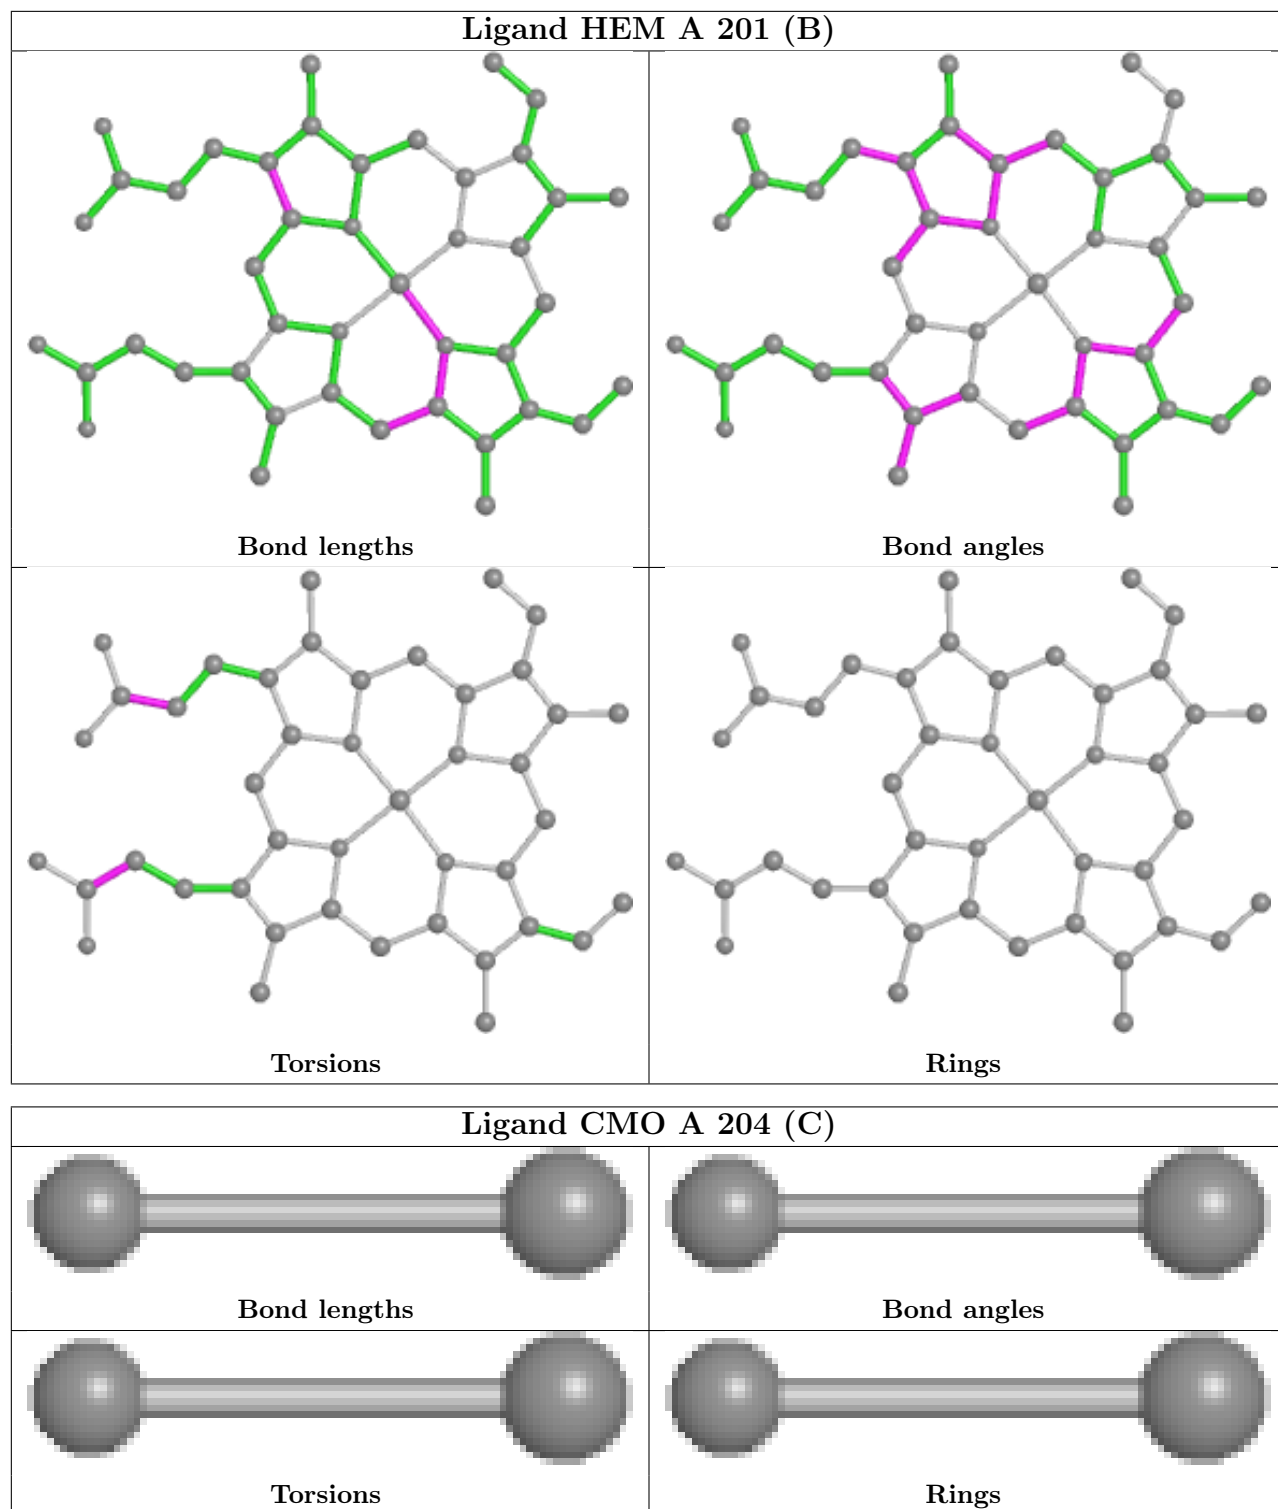 Ligand HEM A 201 (B)
Bond lengths
Bond angles
Torsions
Rings
Ligand CMO A 204 (C)
Bond lengths
Bond angles
Torsions
Rings